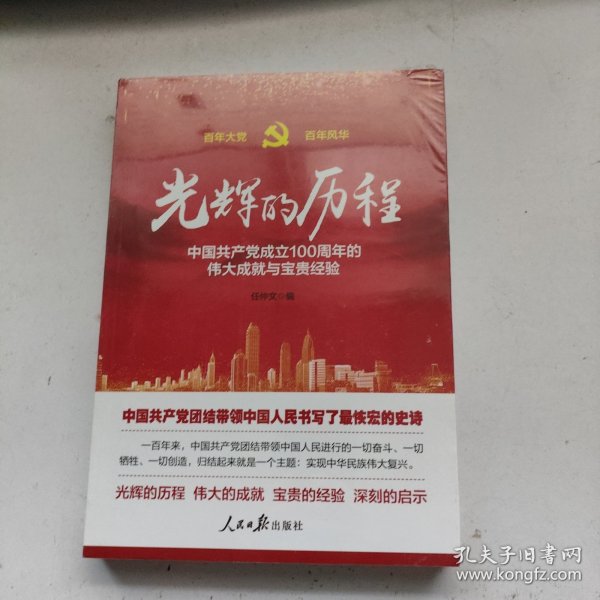 百年大党 百年风华
光辉的历程
中国共产党成立100周年的
伟大成就与宝贵经验
任仲文 编
中国共产党团结带领中国人民书写了最恢宏的史诗
一百年来，中国共产党团结带领中国人民进行的一切奋斗、一切
牺牲、一切创造，归结起来就是一个主题：实现中华民族伟大复兴。
光辉的历程 伟大的成就 宝贵的经验 深刻的启示
人民日报出版社
孔夫子旧书网
www.kongfz.com